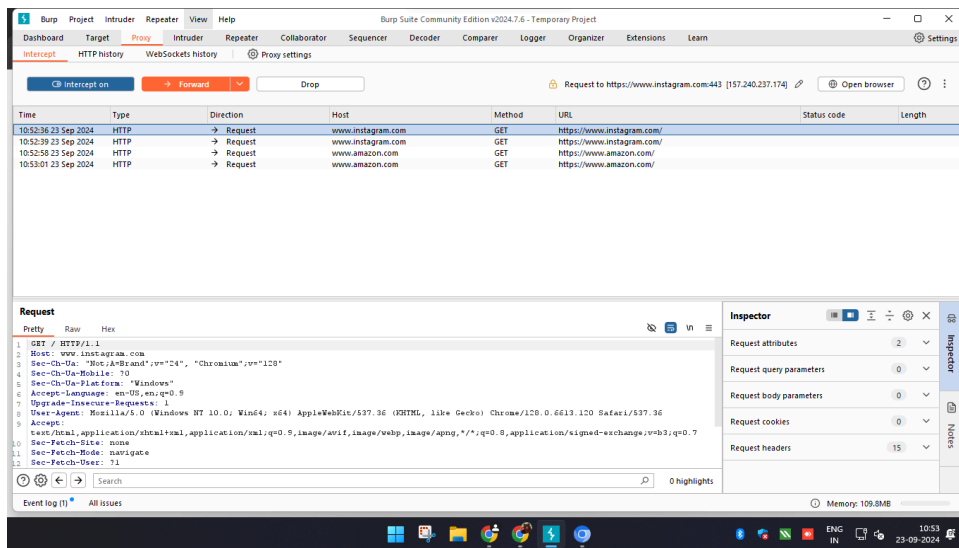 Burp Project Intruder Repeater View Help Burp Suite Community Edition v2024.7.6 - Temporary Project
Dashboard Target Proxy Intruder Repeater Collaborator Sequencer Decoder Comparer Logger Organizer Extensions Learn Settings
Intercept HTTP history WebSockets history Proxy settings
Intercept on Forward Drop Request to https://www.instagram.com:443 [157.240.237.174] Open browser
Time Type Direction Host Method URL Status code Length
10:52:36 23 Sep 2024 HTTP → Request www.instagram.com GET https://www.instagram.com/
10:52:39 23 Sep 2024 HTTP → Request www.instagram.com GET https://www.instagram.com/
10:52:58 23 Sep 2024 HTTP → Request www.amazon.com GET https://www.amazon.com/
10:53:01 23 Sep 2024 HTTP → Request www.amazon.com GET https://www.amazon.com/
Request
Pretty Raw Hex \n
1 GET / HTTP/1.1
2 Host: www.instagram.com
3 Sec-Ch-Ua: "Not;A=Brand";v="24", "Chromium";v="128"
4 Sec-Ch-Ua-Mobile: ?0
5 Sec-Ch-Ua-Platform: "Windows"
6 Accept-Language: en-US,en;q=0.9
7 Upgrade-Insecure-Requests: 1
8 User-Agent: Mozilla/5.0 (Windows NT 10.0; Win64; x64) AppleWebKit/537.36 (KHTML, like Gecko) Chrome/128.0.6613.120 Safari/537.36
9 Accept:
text/html,application/xhtml+xml,application/xml;q=0.9,image/avif,image/webp,image/apng,*/*;q=0.8,application/signed-exchange;v=b3;q=0.7
10 Sec-Fetch-Site: none
11 Sec-Fetch-Mode: navigate
12 Sec-Fetch-User: ?1
Search 0 highlights
Inspector
Request attributes 2
Request query parameters 0
Request body parameters 0
Request cookies 0
Request headers 15
Inspector
Notes
Event log (1) All issues Memory: 109.8MB
ENG
IN
10:53
23-09-2024